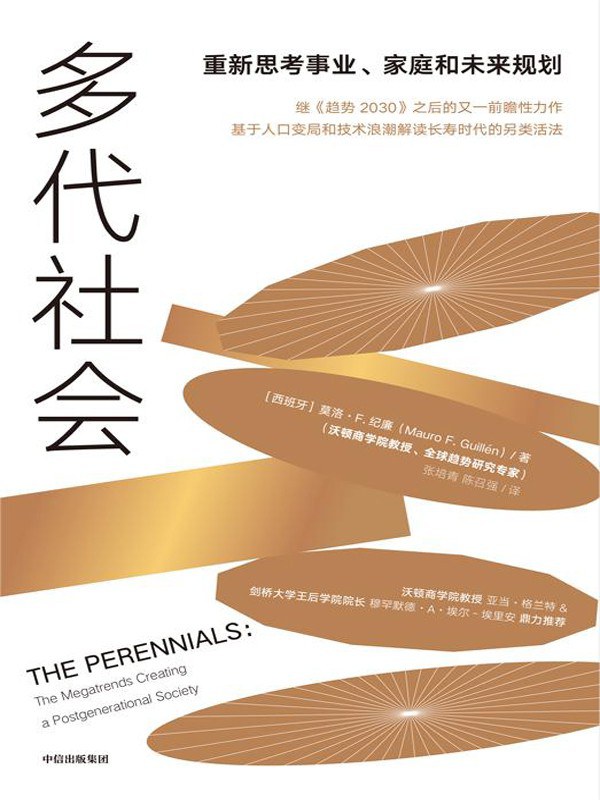 多代社会
重新思考事业、家庭和未来规划
继《趋势2030》之后的又一前瞻性力作
基于人口变局和技术浪潮解读长寿时代的另类活法
[西班牙] 莫洛·F. 纪廉（Mauro F. Guillén）/ 著
（沃顿商学院教授、全球趋势研究专家）
张培青 陈召强 / 译
沃顿商学院教授 亚当·格兰特 &
剑桥大学王后学院院长 穆罕默德·A·埃尔-埃里安 鼎力推荐
THE PERENNIALS:
The Megatrends Creating
a Postgenerational Society
中信出版集团